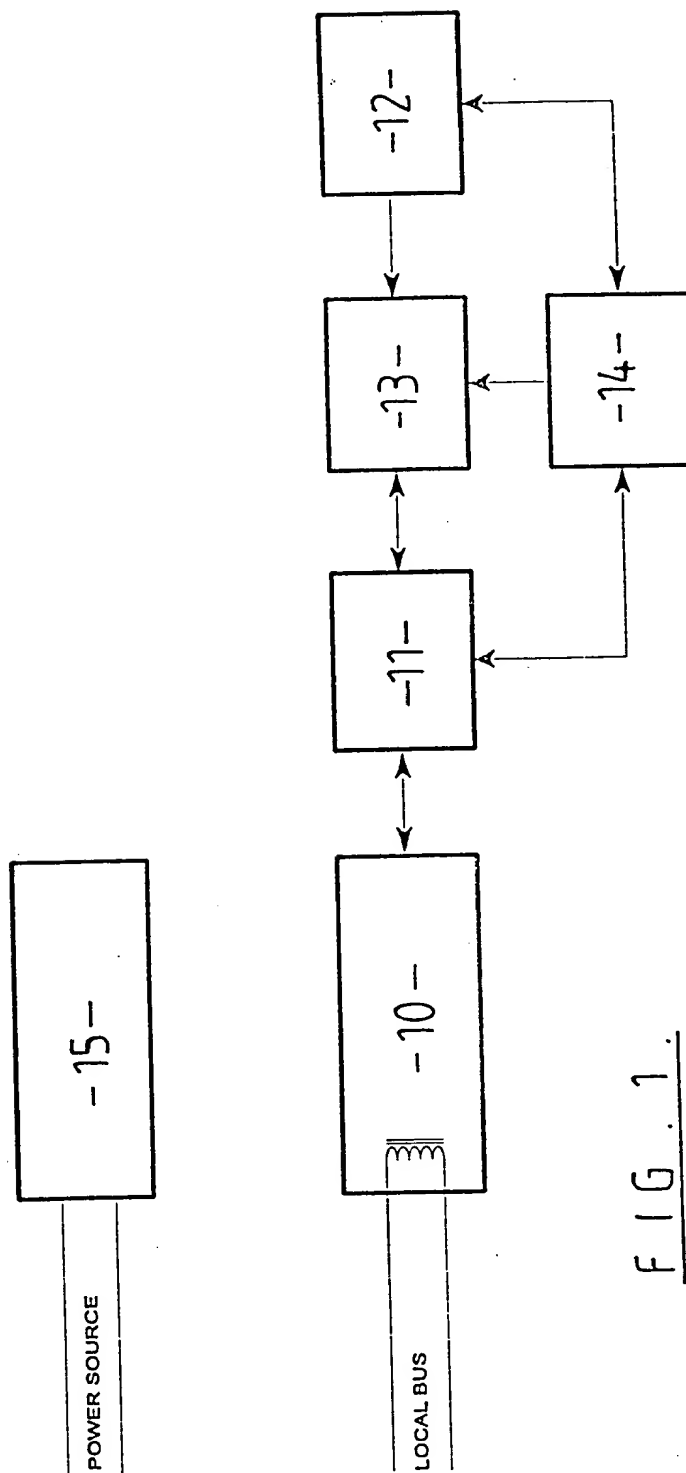 POWER SOURCE
-15-
LOCAL BUS
-10-
-11-
-13-
-12-
-14-
FIG. 1.